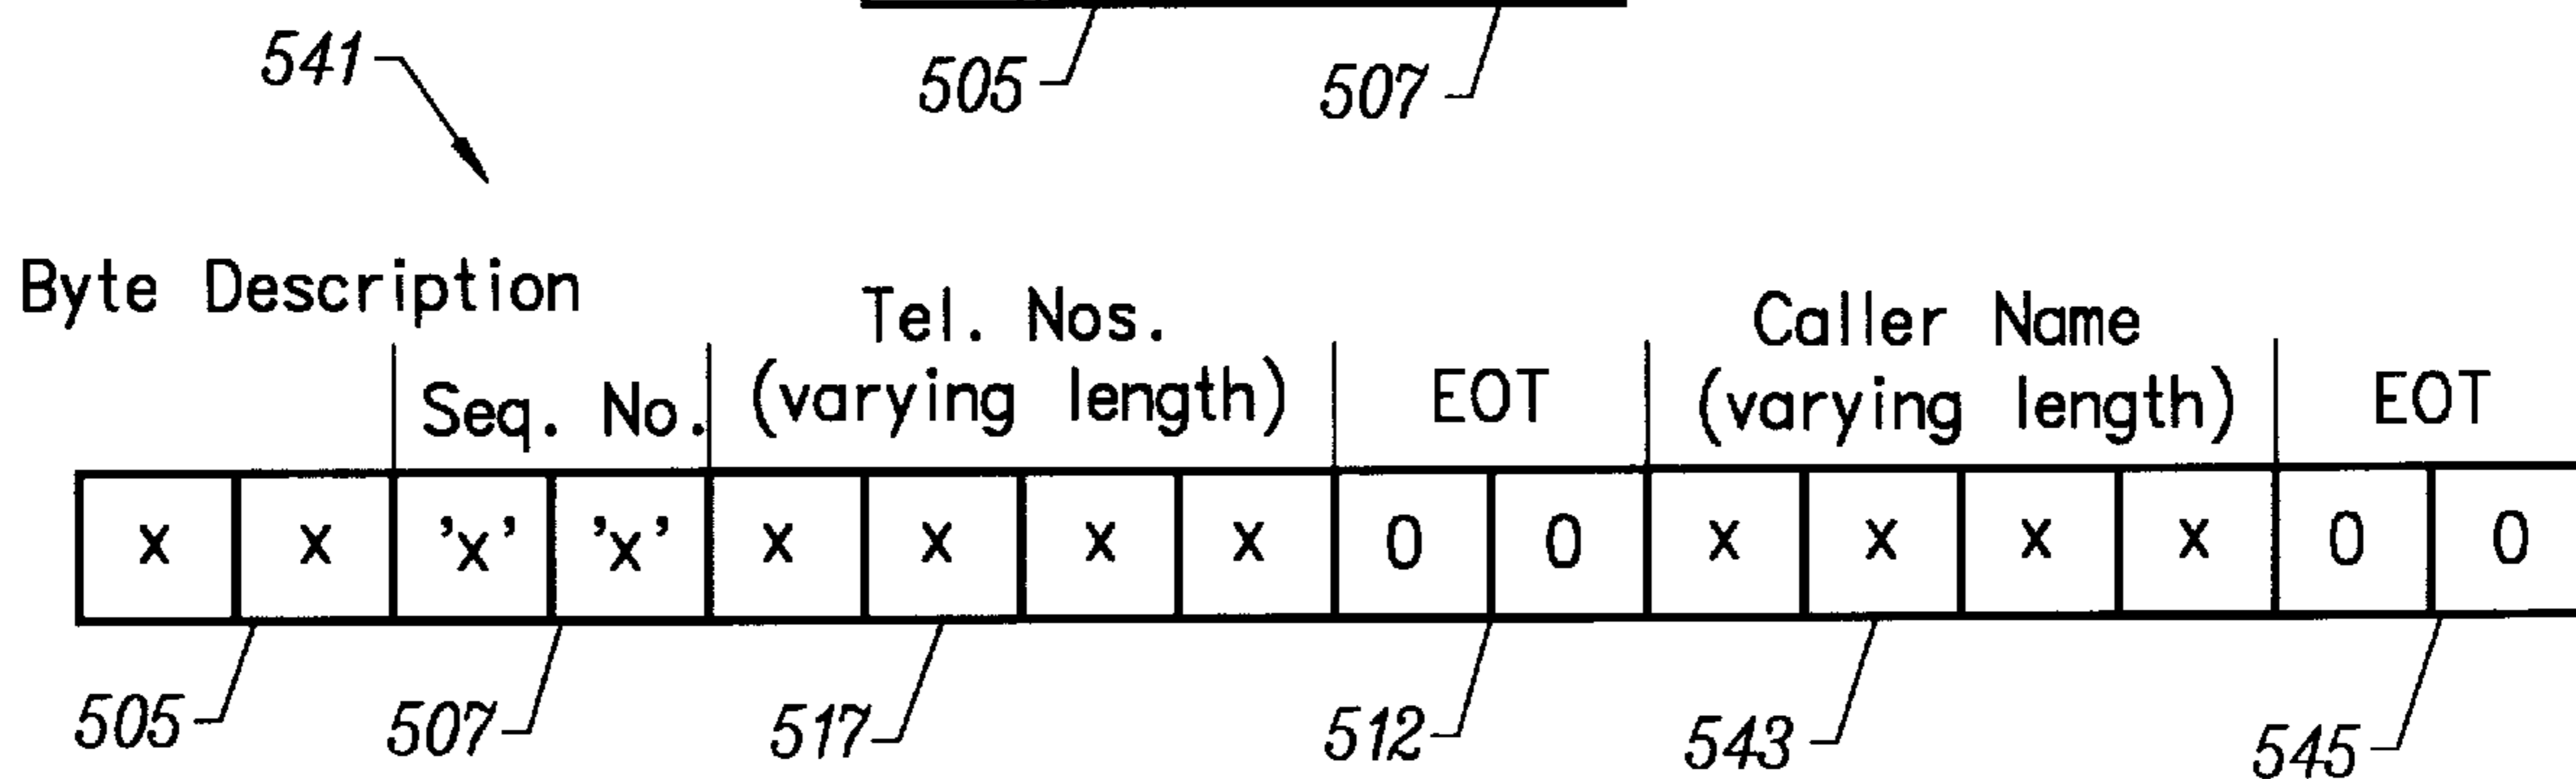 505 507
541
Byte Description
Tel. Nos. Caller Name
Seq. No. (varying length) EOT (varying length) EOT
x x 'x' 'x' x x x x 0 0 x x x x 0 0
505 507 517 512 543 545